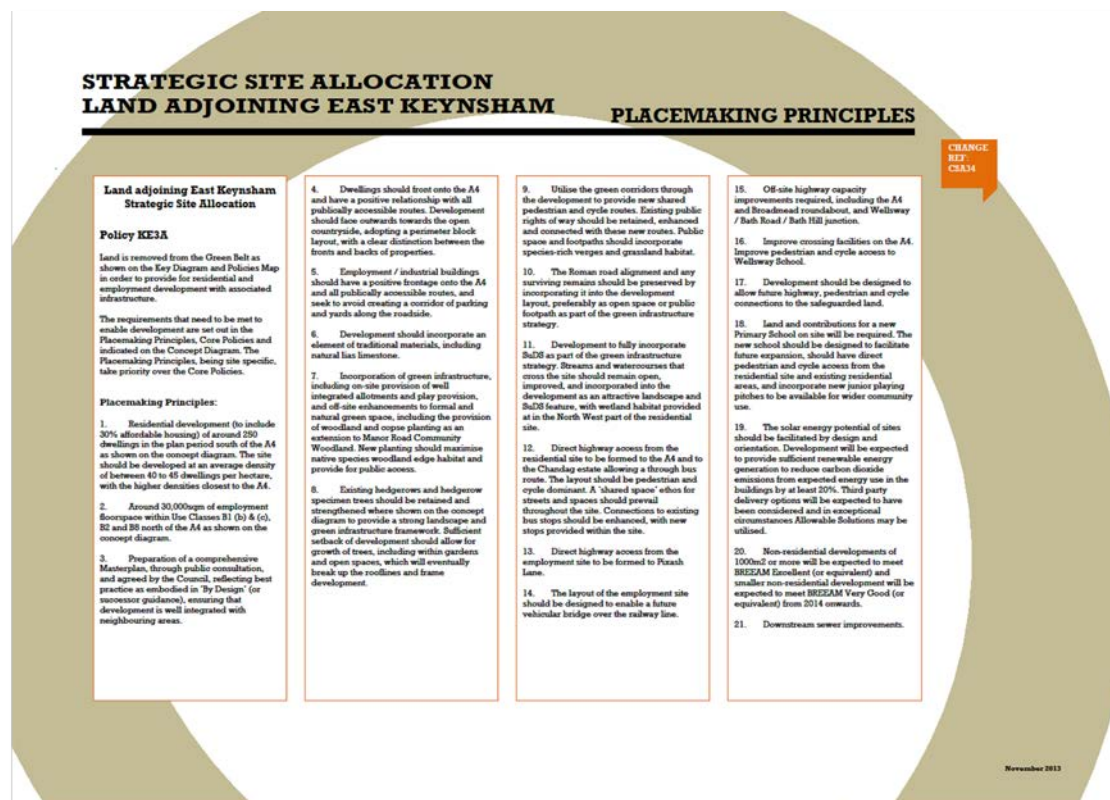 STRATEGIC SITE ALLOCATION
LAND ADJOINING EAST KEYNSHAM
PLACEMAKING PRINCIPLES
CHANGE
REF:
CSA34
Land adjoining East Keynsham
Strategic Site Allocation
Policy KE3A
Land is removed from the Green Belt as
shown on the Key Diagram and Policies Map
in order to provide for residential and
employment development with associated
infrastructure.
The requirements that need to be met to
enable development are set out in the
Placemaking Principles, Core Policies and
indicated on the Concept Diagram. The
Placemaking Principles, being site specific,
take priority over the Core Policies.
Placemaking Principles:
1. Residential development (to include
30% affordable housing) of around 250
dwellings in the plan period south of the A4
as shown on the concept diagram. The site
should be developed at an average density
of between 40 to 45 dwellings per hectare,
with the higher densities closest to the A4.
2. Around 30,000sqm of employment
floorspace within Use Classes B1 (b) & (c),
B2 and B8 north of the A4 as shown on the
concept diagram.
3. Preparation of a comprehensive
Masterplan, through public consultation,
and agreed by the Council, reflecting best
practice as embodied in 'By Design' (or
successor guidance), ensuring that
development is well integrated with
neighbouring areas.
4. Dwellings should front onto the A4
and have a positive relationship with all
publically accessible routes. Development
should face outwards towards the open
countryside, adopting a perimeter block
layout, with a clear distinction between the
fronts and backs of properties.
5. Employment / industrial buildings
should have a positive frontage onto the A4
and all publically accessible routes, and
seek to avoid creating a corridor of parking
and yards along the roadside.
6. Development should incorporate an
element of traditional materials, including
natural lias limestone.
7. Incorporation of green infrastructure,
including on-site provision of well
integrated allotments and play provision,
and off-site enhancements to formal and
natural green space, including the provision
of woodland and copse planting as an
extension to Manor Road Community
Woodland. New planting should maximise
native species woodland edge habitat and
provide for public access.
8. Existing hedgerows and hedgerow
specimen trees should be retained and
strengthened where shown on the concept
diagram to provide a strong landscape and
green infrastructure framework. Sufficient
setback of development should allow for
growth of trees, including within gardens
and open spaces, which will eventually
break up the rooflines and frame
development.
9. Utilise the green corridors through
the development to provide new shared
pedestrian and cycle routes. Existing public
rights of way should be retained, enhanced
and connected with these new routes. Public
space and footpaths should incorporate
species-rich verges and grassland habitat.
10. The Roman road alignment and any
surviving remains should be preserved by
incorporating it into the development
layout, preferably as open space or public
footpath as part of the green infrastructure
strategy.
11. Development to fully incorporate
SuDS as part of the green infrastructure
strategy. Streams and watercourses that
cross the site should remain open,
improved, and incorporated into the
development as an attractive landscape and
SuDS feature, with wetland habitat provided
at in the North West part of the residential
site.
12. Direct highway access from the
residential site to be formed to the A4 and to
the Chandag estate allowing a through bus
route. The layout should be pedestrian and
cycle dominant. A 'shared space' ethos for
streets and spaces should prevail
throughout the site. Connections to existing
bus stops should be enhanced, with new
stops provided within the site.
13. Direct highway access from the
employment site to be formed to Pixash
Lane.
14. The layout of the employment site
should be designed to enable a future
vehicular bridge over the railway line.
15. Off-site highway capacity
improvements required, including the A4
and Broadmead roundabout, and Wellsway
/ Bath Road / Bath Hill junction.
16. Improve crossing facilities on the A4.
Improve pedestrian and cycle access to
Wellsway School.
17. Development should be designed to
allow future highway, pedestrian and cycle
connections to the safeguarded land.
18. Land and contributions for a new
Primary School on site will be required. The
new school should be designed to facilitate
future expansion, should have direct
pedestrian and cycle access from the
residential site and existing residential
areas, and incorporate new junior playing
pitches to be available for wider community
use.
19. The solar energy potential of sites
should be facilitated by design and
orientation. Development will be expected
to provide sufficient renewable energy
generation to reduce carbon dioxide
emissions from expected energy use in the
buildings by at least 20%. Third party
delivery options will be expected to have
been considered and in exceptional
circumstances Allowable Solutions may be
utilised.
20. Non-residential developments of
1000m2 or more will be expected to meet
BREEAM Excellent (or equivalent) and
smaller non-residential development will be
expected to meet BREEAM Very Good (or
equivalent) from 2014 onwards.
21. Downstream sewer improvements.
November 2013